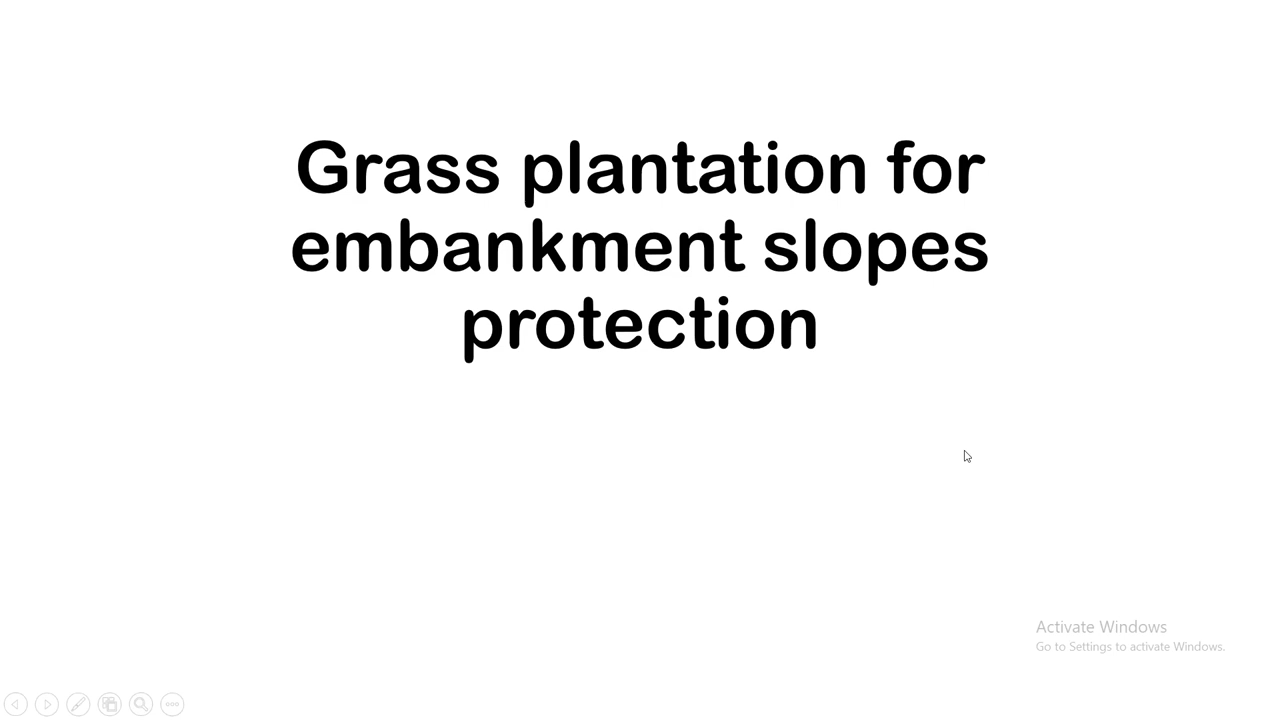 Grass plantation for
embankment slopes
protection
Activate Windows
Go to Settings to activate Windows.